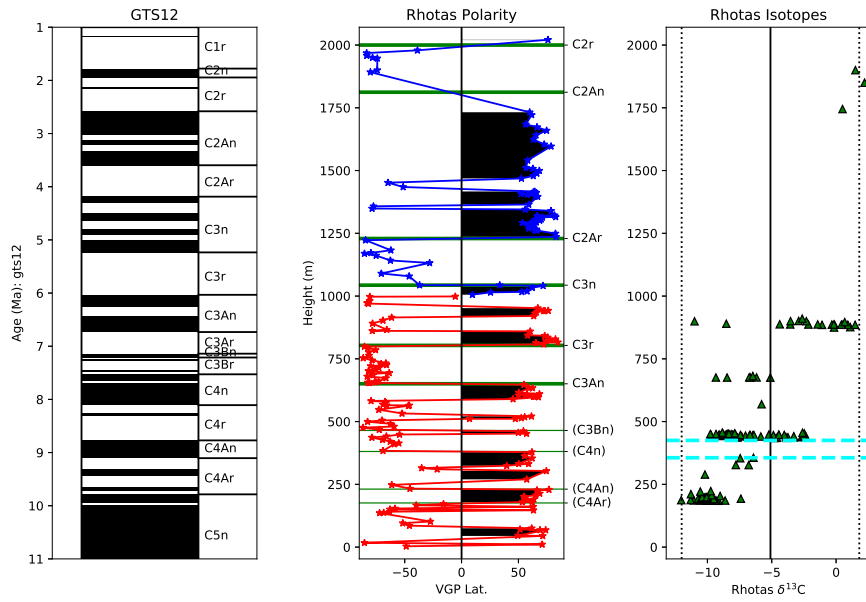 GTS12
Rhotas Polarity
Rhotas Isotopes
Age (Ma): gts12
1
2
3
4
5
6
7
8
9
10
11
C1r
C2n
C2r
C2An
C2Ar
C3n
C3r
C3An
C3Ar
C3Bn
C3Br
C4n
C4r
C4An
C4Ar
C5n
Height (m)
2000
1750
1500
1250
1000
750
500
250
0
−50
0
50
VGP Lat.
C2r
C2An
C2Ar
C3n
C3r
C3An
(C3Bn)
(C4n)
(C4An)
(C4Ar)
2000
1750
1500
1250
1000
750
500
250
0
−10
−5
0
Rhotas δ¹³C